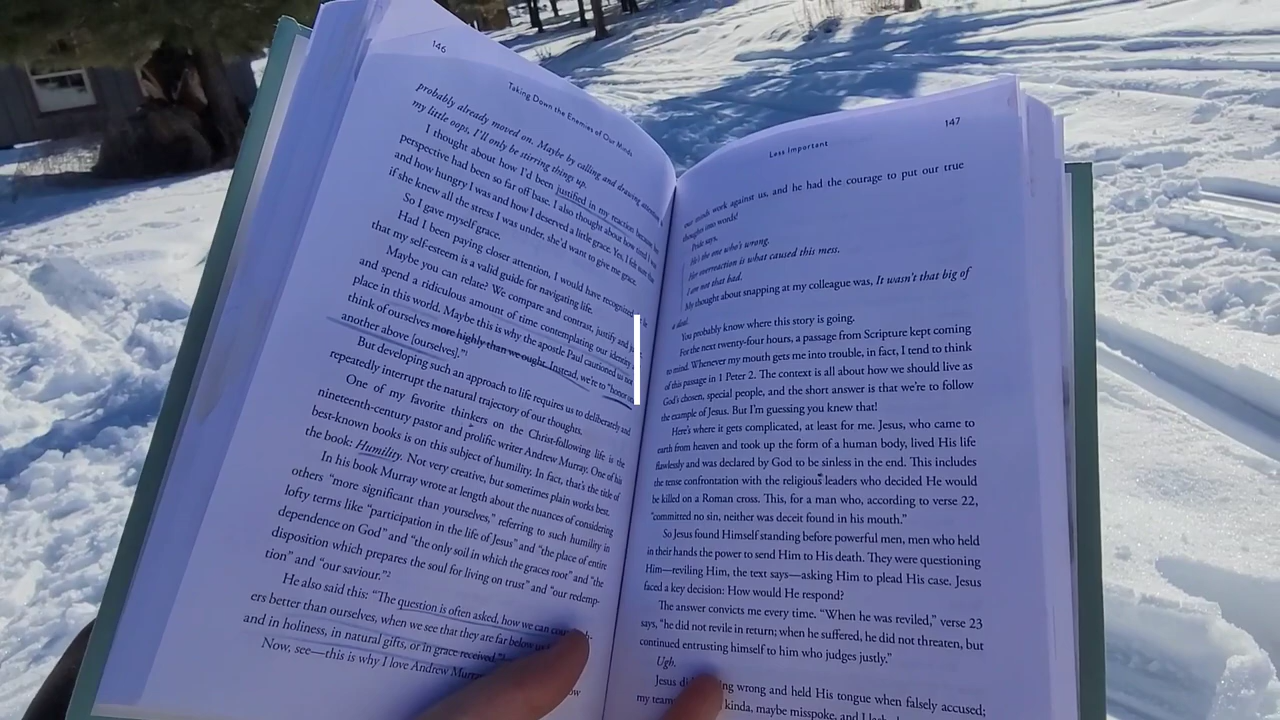 146
Taking Down the Enemies of Our Minds
probably already moved on. Maybe by calling and drawing attention
my little oops, I'll only be stirring things up.
I thought about how I'd been justified in my reaction because
perspective had been so far off base. I also thought about how
and how hungry I was and how I deserved a little grace. Yes, I felt sure that
if she knew all the stress I was under, she'd want to give me grace.
So I gave myself grace.
Had I been paying closer attention, I would have recognized
that my self-esteem is a valid guide for navigating life.
Maybe you can relate? We compare and contrast, justify and
and spend a ridiculous amount of time contemplating our identity
place in this world. Maybe this is why the apostle Paul cautioned us not
think of ourselves more highly than we ought. Instead, we're to "honor
another above [ourselves]."¹
But developing such an approach to life requires us to deliberately and
repeatedly interrupt the natural trajectory of our thoughts.
One of my favorite thinkers on the Christ-following life is the
nineteenth-century pastor and prolific writer Andrew Murray. One of his
best-known books is on this subject of humility. In fact, that's the title of
the book: Humility. Not very creative, but sometimes plain works best.
In his book Murray wrote at length about the nuances of considering
others "more significant than yourselves," referring to such humility in
lofty terms like "participation in the life of Jesus" and "the place of entire
dependence on God" and "the only soil in which the graces root" and "the
disposition which prepares the soul for living on trust" and "our redemp-
tion" and "our saviour."²
He also said this: "The question is often asked, how we can
ers better than ourselves, when we see that they are far below us
and in holiness, in natural gifts, or in grace received."
Now, see—this is why I love Andrew Murray
147
Less Important
our minds work against us, and he had the courage to put our true
thoughts into words!
Pride says,
He's the one who's wrong.
Her overreaction is what caused this mess.
I am not that bad.
My thought about snapping at my colleague was, It wasn't that big of
a deal.
You probably know where this story is going.
For the next twenty-four hours, a passage from Scripture kept coming
to mind. Whenever my mouth gets me into trouble, in fact, I tend to think
of this passage in 1 Peter 2. The context is all about how we should live as
God's chosen, special people, and the short answer is that we're to follow
the example of Jesus. But I'm guessing you knew that!
Here's where it gets complicated, at least for me. Jesus, who came to
earth from heaven and took up the form of a human body, lived His life
flawlessly and was declared by God to be sinless in the end. This includes
the tense confrontation with the religious leaders who decided He would
be killed on a Roman cross. This, for a man who, according to verse 22,
"committed no sin, neither was deceit found in his mouth."
So Jesus found Himself standing before powerful men, men who held
in their hands the power to send Him to His death. They were questioning
Him—reviling Him, the text says—asking Him to plead His case. Jesus
faced a key decision: How would He respond?
The answer convicts me every time. "When he was reviled," verse 23
says, "he did not revile in return; when he suffered, he did not threaten, but
continued entrusting himself to him who judges justly."
Ugh.
Jesus wrong and held His tongue when falsely accused;
my kinda, maybe misspoke, and I